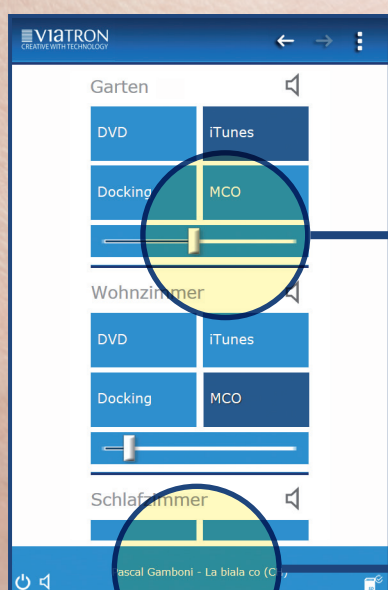 VIATRON
CREATIVE WITH TECHNOLOGY
Garten
DVD
iTunes
Docking
MCO
Wohnzimmer
DVD
iTunes
Docking
MCO
Schlafzimmer
Pascal Gamboni - La biala co (CH)